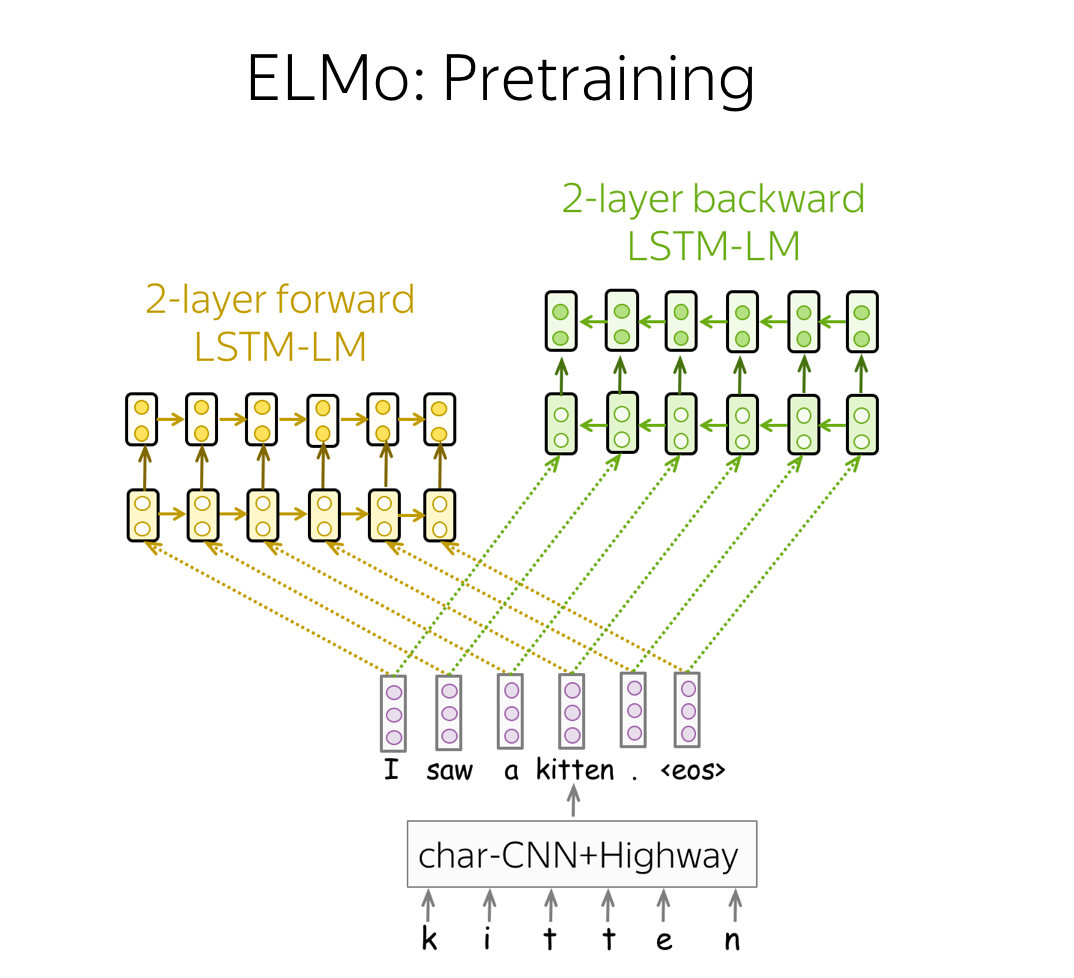 ELMo: Pretraining
2-layer backward
LSTM-LM
2-layer forward
LSTM-LM
I saw a kitten . <eos>
char-CNN+Highway
k i t t e n